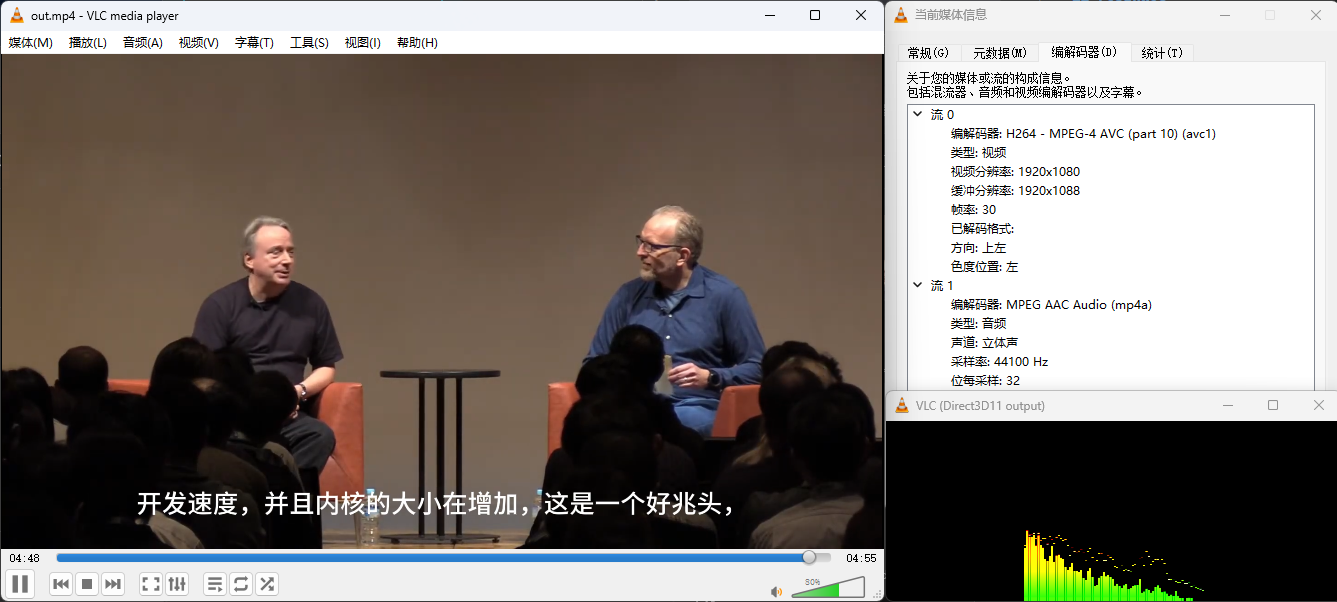 out.mp4 - VLC media player
媒体(M) 播放(L) 音频(A) 视频(V) 字幕(T) 工具(S) 视图(I) 帮助(H)
开发速度，并且内核的大小在增加，这是一个好兆头，
04:48 04:55
80%
当前媒体信息
常规(G) 元数据(M) 编解码器(D) 统计(T)
关于您的媒体或流的构成信息。
包括混流器、音频和视频编解码器以及字幕。
流 0
编解码器: H264 - MPEG-4 AVC (part 10) (avc1)
类型: 视频
视频分辨率: 1920x1080
缓冲分辨率: 1920x1088
帧率: 30
已解码格式:
方向: 上左
色度位置: 左
流 1
编解码器: MPEG AAC Audio (mp4a)
类型: 音频
声道: 立体声
采样率: 44100 Hz
位每采样: 32
VLC (Direct3D11 output)